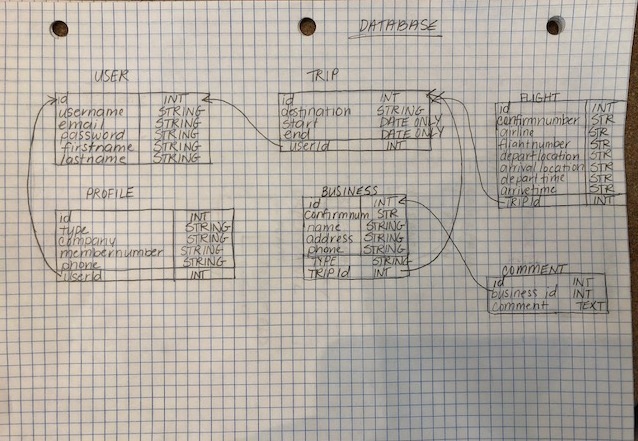 DATABASE
USER
id INT
username STRING
email STRING
password STRING
firstname STRING
lastname STRING
TRIP
id INT
destination STRING
start DATE ONLY
end DATE ONLY
userId INT
FLIGHT
id INT
confirmnumber STR
airline STR
flightnumber STR
departlocation STR
arrivallocation STR
departtime STR
arrivetime STR
TRIPId INT
PROFILE
id INT
type STRING
company STRING
membernumber STRING
phone STRING
userId INT
BUSINESS
id INT
confirmnum STR
name STRING
address STRING
phone STRING
TYPE STRING
TRIPId INT
COMMENT
id INT
business id INT
comment TEXT